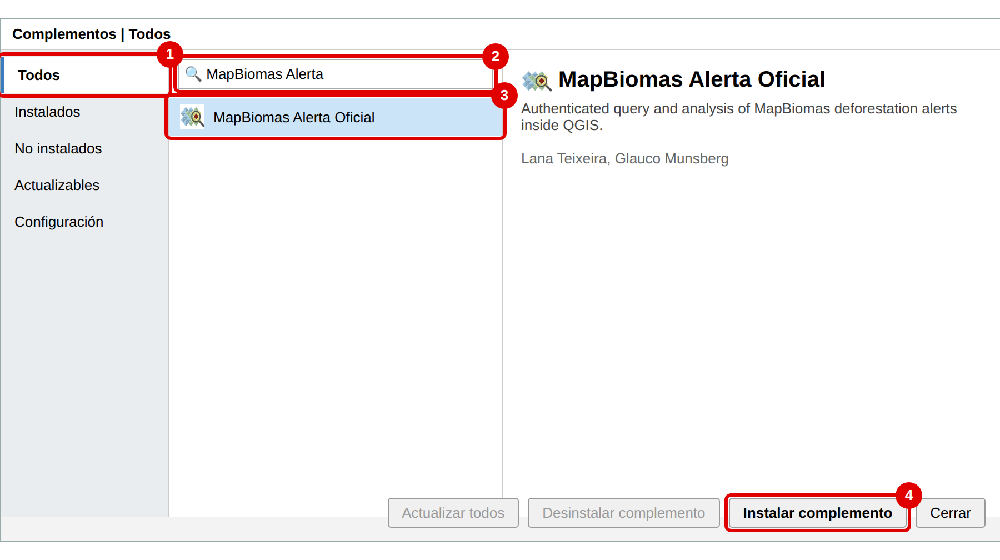 Complementos | Todos
1
2
Todos
MapBiomas Alerta
3
MapBiomas Alerta Oficial
Instalados
No instalados
Actualizables
Configuración
MapBiomas Alerta Oficial
Authenticated query and analysis of MapBiomas deforestation alerts
inside QGIS.
Lana Teixeira, Glauco Munsberg
4
Actualizar todos
Desinstalar complemento
Instalar complemento
Cerrar